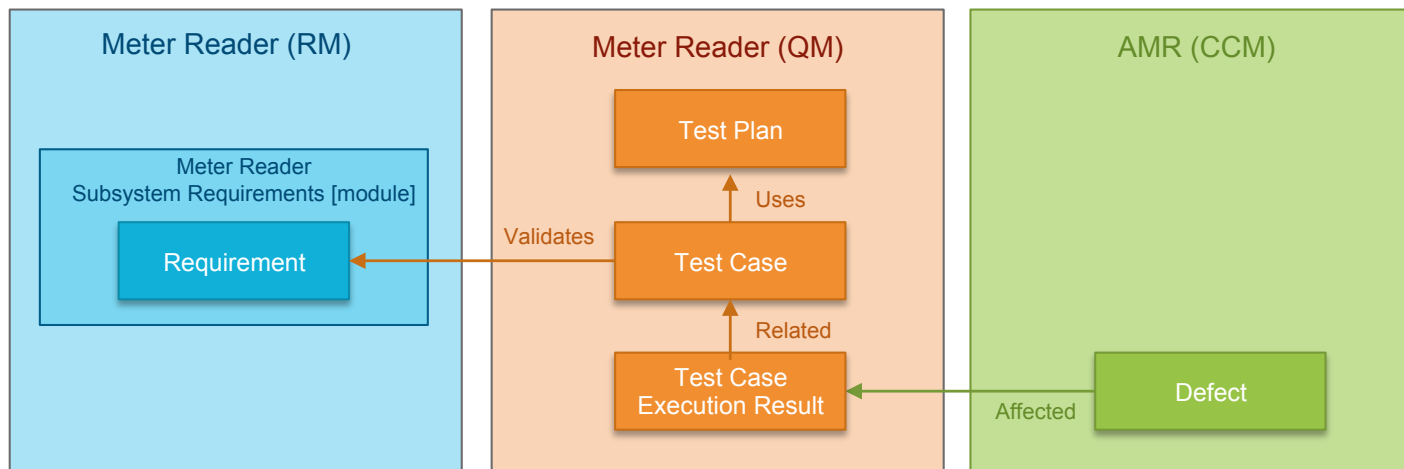 Meter Reader (RM)
Meter Reader
Subsystem Requirements [module]
Requirement
Validates
Meter Reader (QM)
Test Plan
Uses
Test Case
Related
Test Case
Execution Result
AMR (CCM)
Affected
Defect